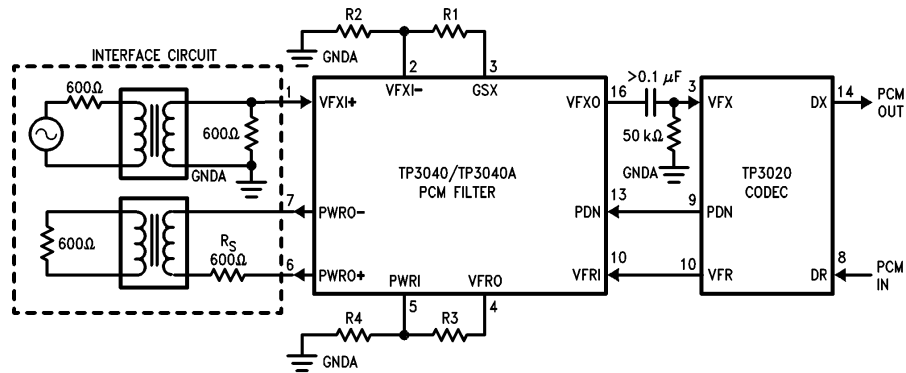 R2
R1
INTERFACE CIRCUIT
GNDA
2
3
600Ω
1
VFXI+
VFXI−
GSX
>0.1 μF
16
VFXO
3
VFX
14
DX
PCM
OUT
600Ω
50 kΩ
GNDA
GNDA
TP3040/TP3040A
PCM FILTER
TP3020
CODEC
7
PWRO−
13
PDN
9
PDN
600Ω
RS
600Ω
6
PWRO+
10
VFRI
10
VFR
8
DR
PCM
IN
PWRI
VFRO
5
4
R4
R3
GNDA